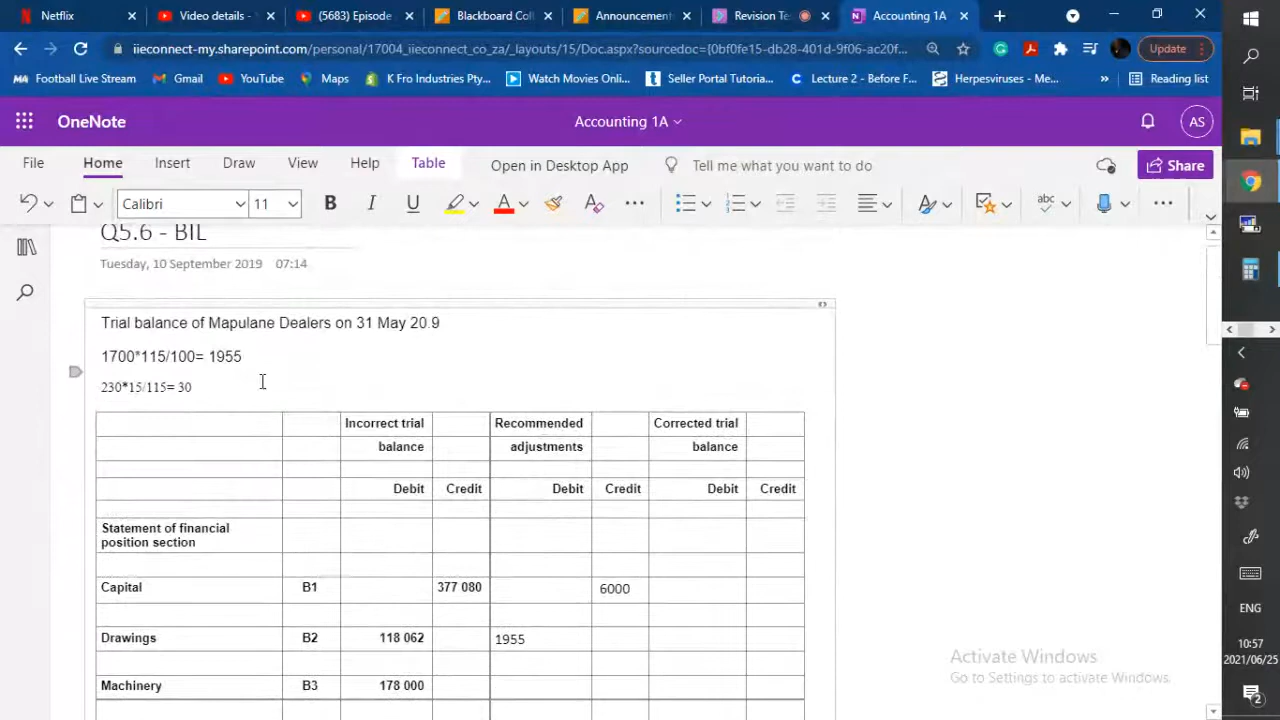 Netflix
Video details -
(5683) Episode
Blackboard Coll
Announcement
Revision Te
Accounting 1A
iieconnect-my.sharepoint.com/personal/17004_iieconnect_co_za/_layouts/15/Doc.aspx?sourcedoc={0bf0fe15-db28-401d-9f06-ac20f...
Update
Football Live Stream
Gmail
YouTube
Maps
K Fro Industries Pty...
Watch Movies Onlin...
Seller Portal Tutoria...
Lecture 2 - Before F...
Herpesviruses - Me...
»
Reading list
OneNote
Accounting 1A
AS
File
Home
Insert
Draw
View
Help
Table
Open in Desktop App
Tell me what you want to do
Share
Calibri
11
B
I
U
Q5.6 - BIL
Tuesday, 10 September 2019 07:14
Trial balance of Mapulane Dealers on 31 May 20.9
1700*115/100= 1955
230*15/115= 30
Incorrect trial Recommended Corrected trial
balance adjustments balance
Debit Credit Debit Credit Debit Credit
Statement of financial
position section
Capital B1 377 080 6000
Drawings B2 118 062 1955
Machinery B3 178 000
Activate Windows
Go to Settings to activate Windows.
ENG
10:57
2021/06/25
2